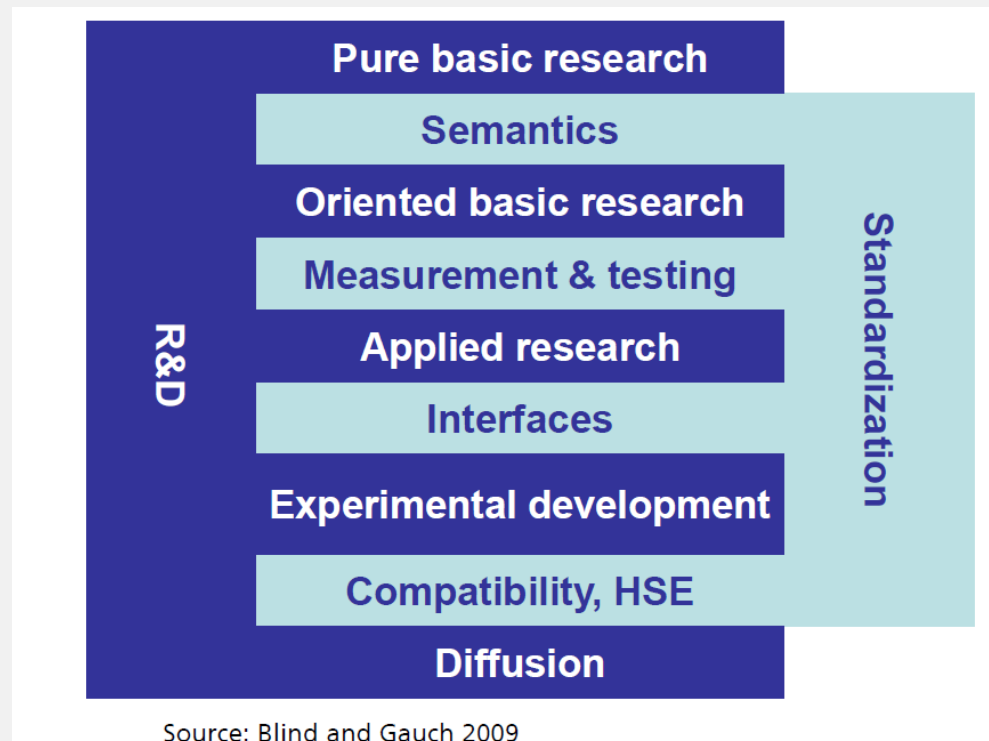 Pure basic research
Semantics
Oriented basic research
Measurement & testing
Applied research
Interfaces
Experimental development
Compatibility, HSE
Diffusion
R&D
Standardization
Source: Blind and Gauch 2009